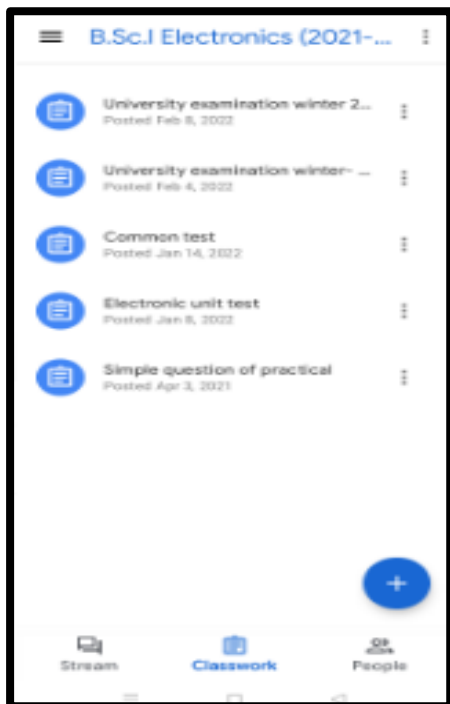 B.Sc.I Electronics (2021-...
University examination winter 2...
Posted Feb 8, 2022
University examination winter- ...
Posted Feb 4, 2022
Common test
Posted Jan 14, 2022
Electronic unit test
Posted Jan 8, 2022
Simple question of practical
Posted Apr 3, 2021
Stream
Classwork
People